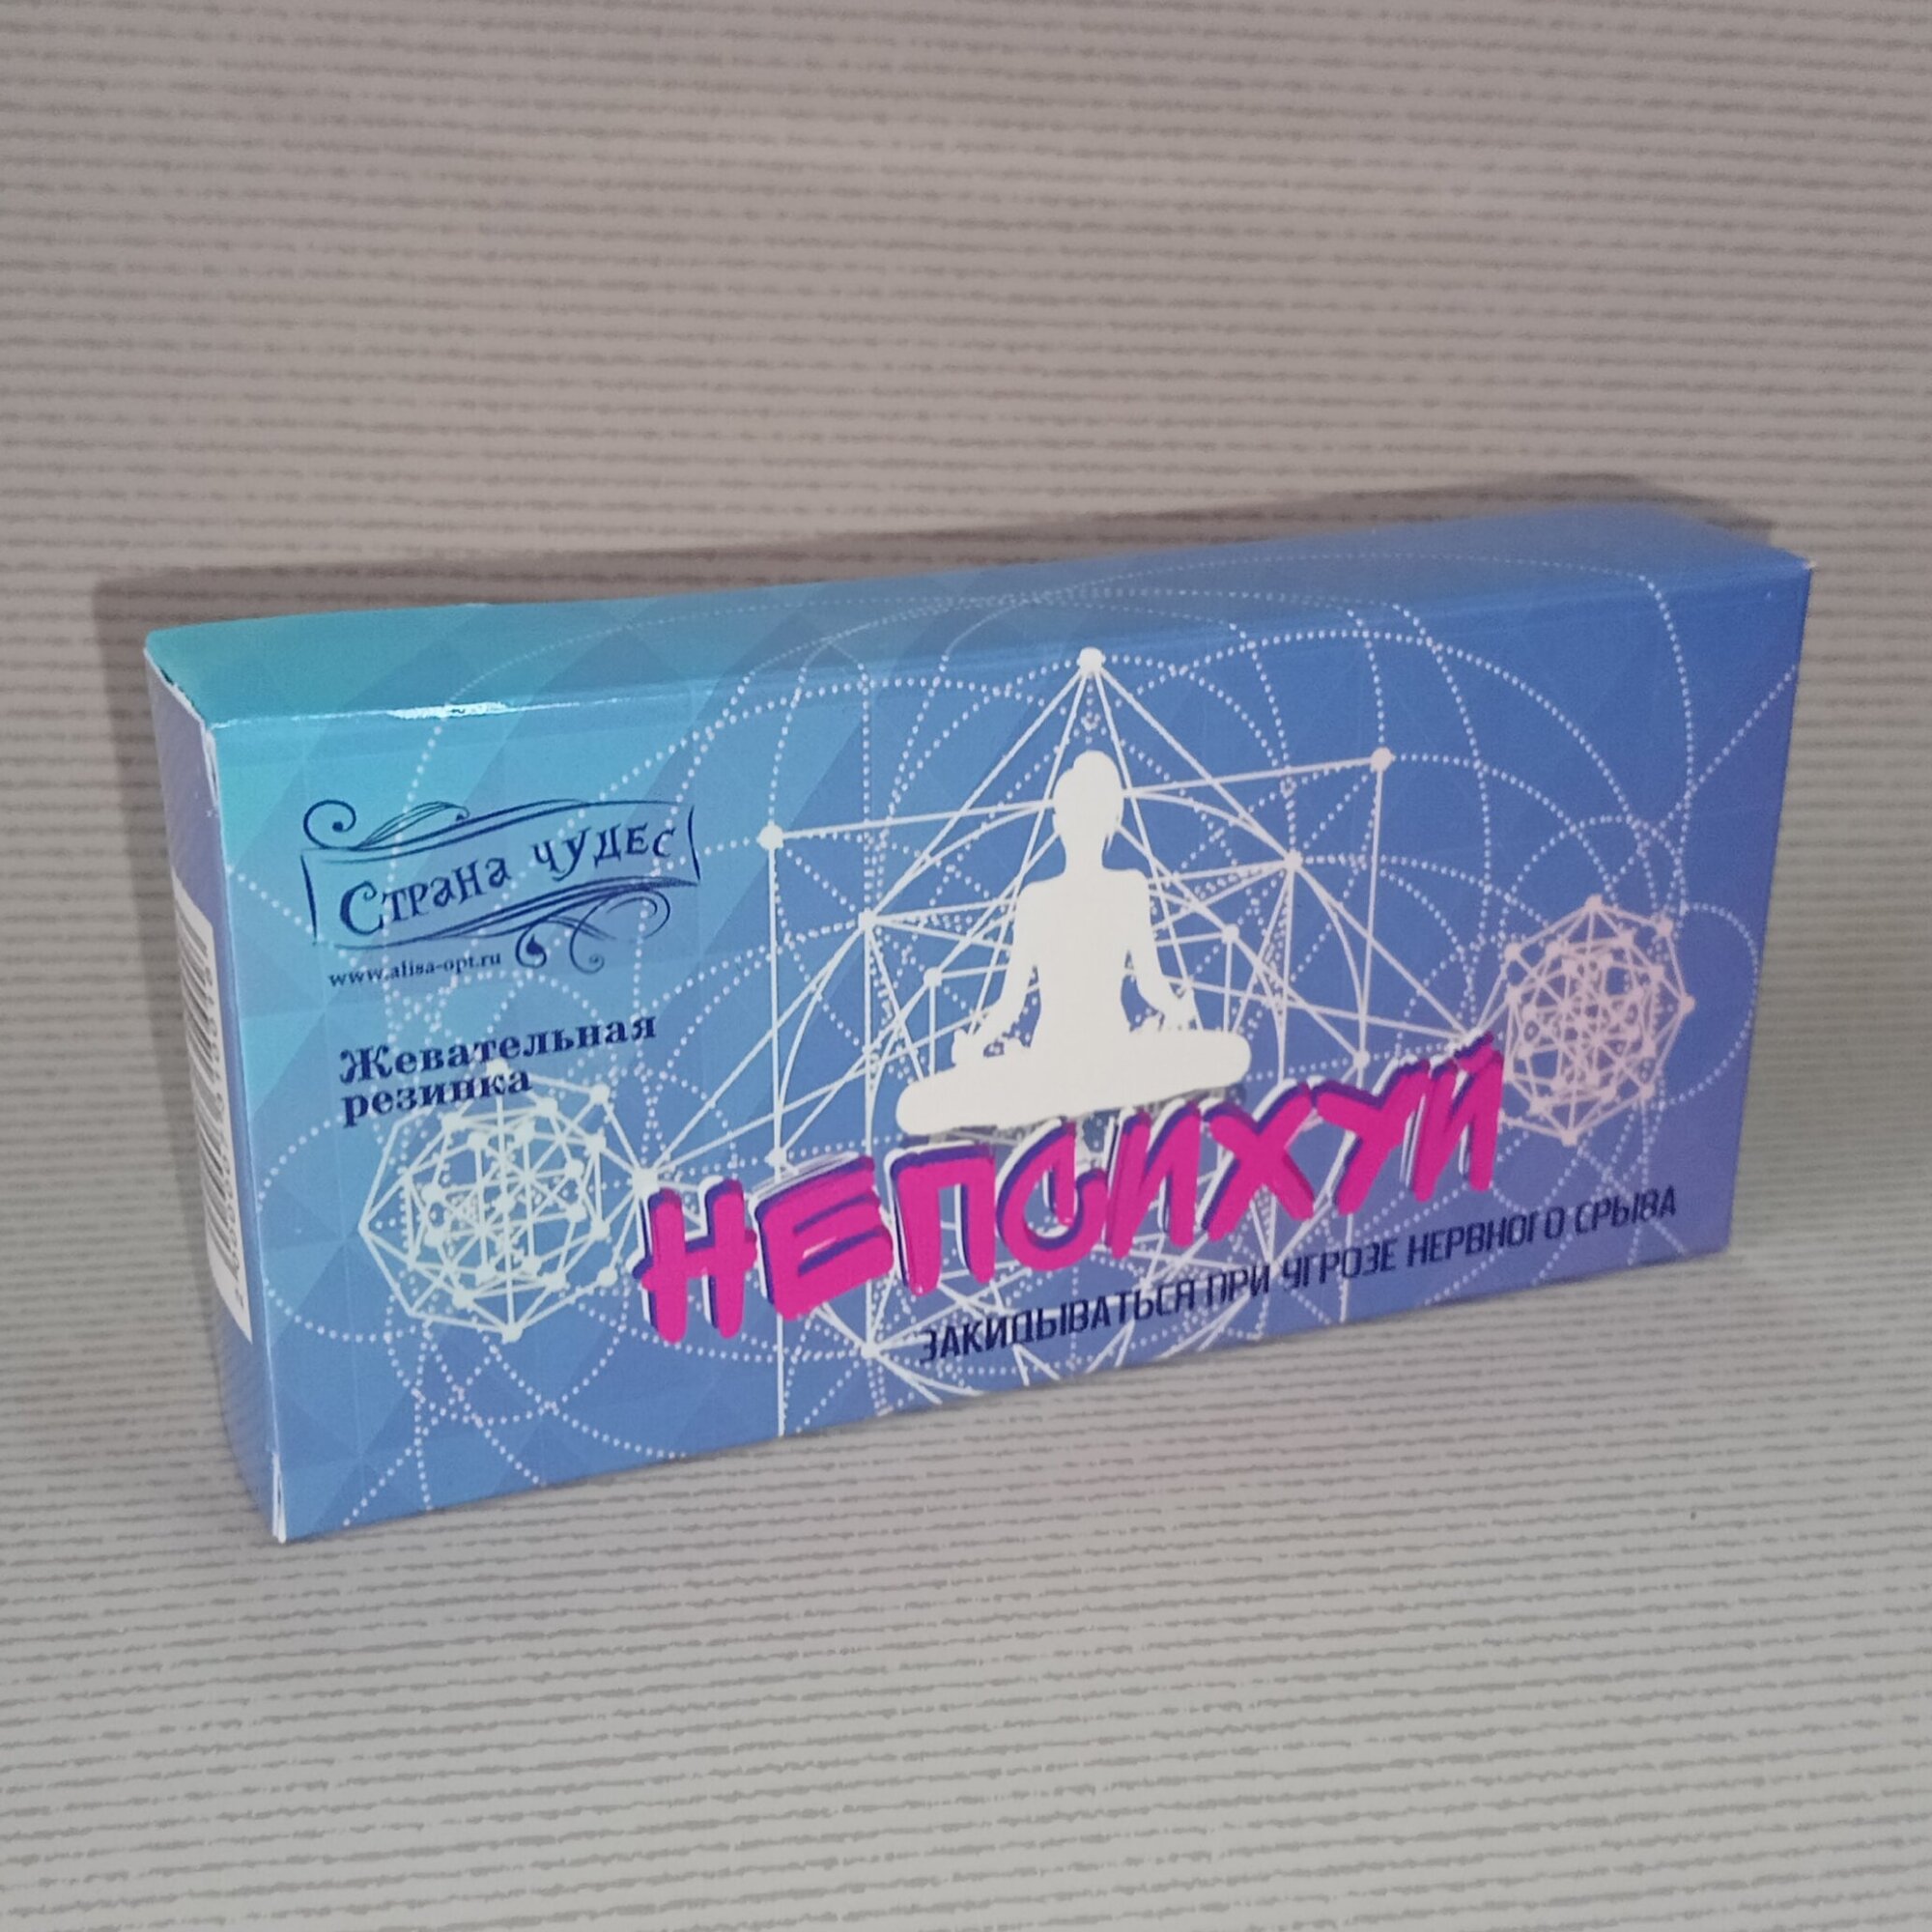 Страна чудес
www.alisa-opt.ru
Жевательная
резинка
НЕПСИХУЙ
ЗАКИДЫВАТЬСЯ ПРИ УГРОЗЕ НЕРВНОГО СРЫВА